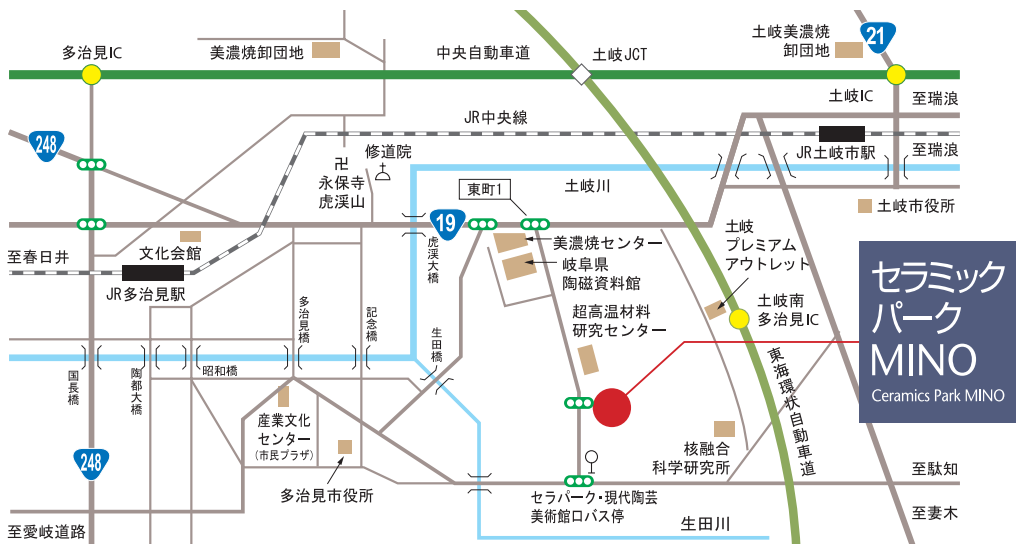 多治見IC
美濃焼卸団地
中央自動車道
土岐JCT
土岐美濃焼
卸団地
21
土岐IC
至瑞浪
248
JR中央線
JR土岐市駅
至瑞浪
卍
永保寺
虎渓山
修道院
東町1
土岐川
土岐市役所
19
至春日井
文化会館
JR多治見駅
虎渓大橋
美濃焼センター
岐阜県
陶磁資料館
土岐
プレミアム
アウトレット
セラミック
パーク
MINO
Ceramics Park MINO
多治見橋
記念橋
生田橋
超高温材料
研究センター
土岐南
多治見IC
国長橋
陶都大橋
昭和橋
東海環状自動車道
産業文化
センター
(市民プラザ)
核融合
科学研究所
248
多治見市役所
至駄知
セラパーク・現代陶芸
美術館口バス停
至妻木
至愛岐道路
生田川